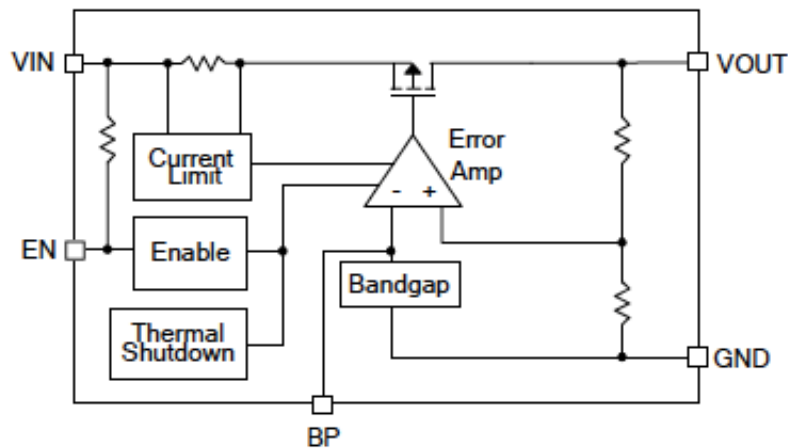 VIN
VOUT
Current
Limit
Error
Amp
- +
EN
Enable
Bandgap
Thermal
Shutdown
GND
BP